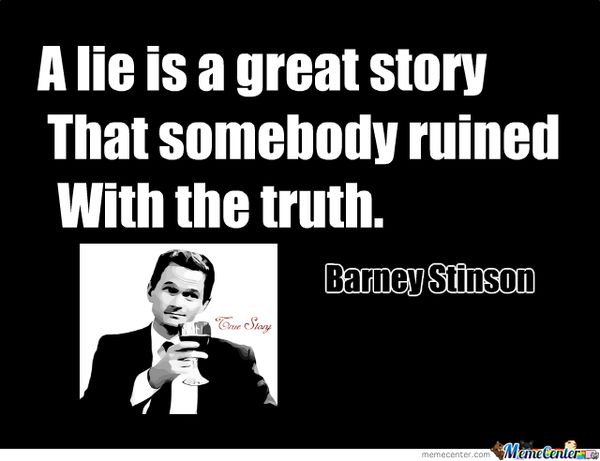 A lie is a great story
That somebody ruined
With the truth.
Barney Stinson
True Story
memecenter.com MemeCenter